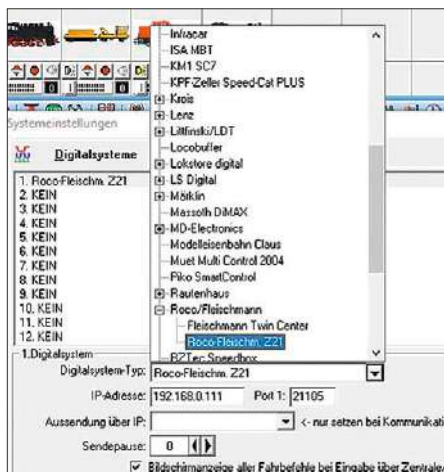 Infracar
ISA MBT
KM1 SC7
KPF-Zeller Speed-Cat PLUS
Krois
Lenz
Littfinski/LDT
Locobuffer
Lokstore digital
LS Digital
Märklin
Massoth DiMAX
MD-Electronics
Modelleisenbahn Claus
Muet Multi Control 2004
Piko SmartControl
Rautenhaus
Roco/Fleischmann
Fleischmann Twin Center
Roco-Fleischm. Z21
RZTec Speedbox
Systemeinstellungen
Digitalsysteme
1. Roco-Fleischm. Z21
2. KEIN
3. KEIN
4. KEIN
5. KEIN
6. KEIN
7. KEIN
8. KEIN
9. KEIN
10. KEIN
11. KEIN
12. KEIN
1.Digitalsystem
Digitalsystem-Typ: Roco-Fleischm. Z21
IP-Adresse: 192.168.0.111 Port 1: 21105
Aussendung über IP: <- nur setzen bei Kommunikati
Sendepause: 0
Bildschirmanzeige aller Fahrbefehle bei Eingabe über Zentrale